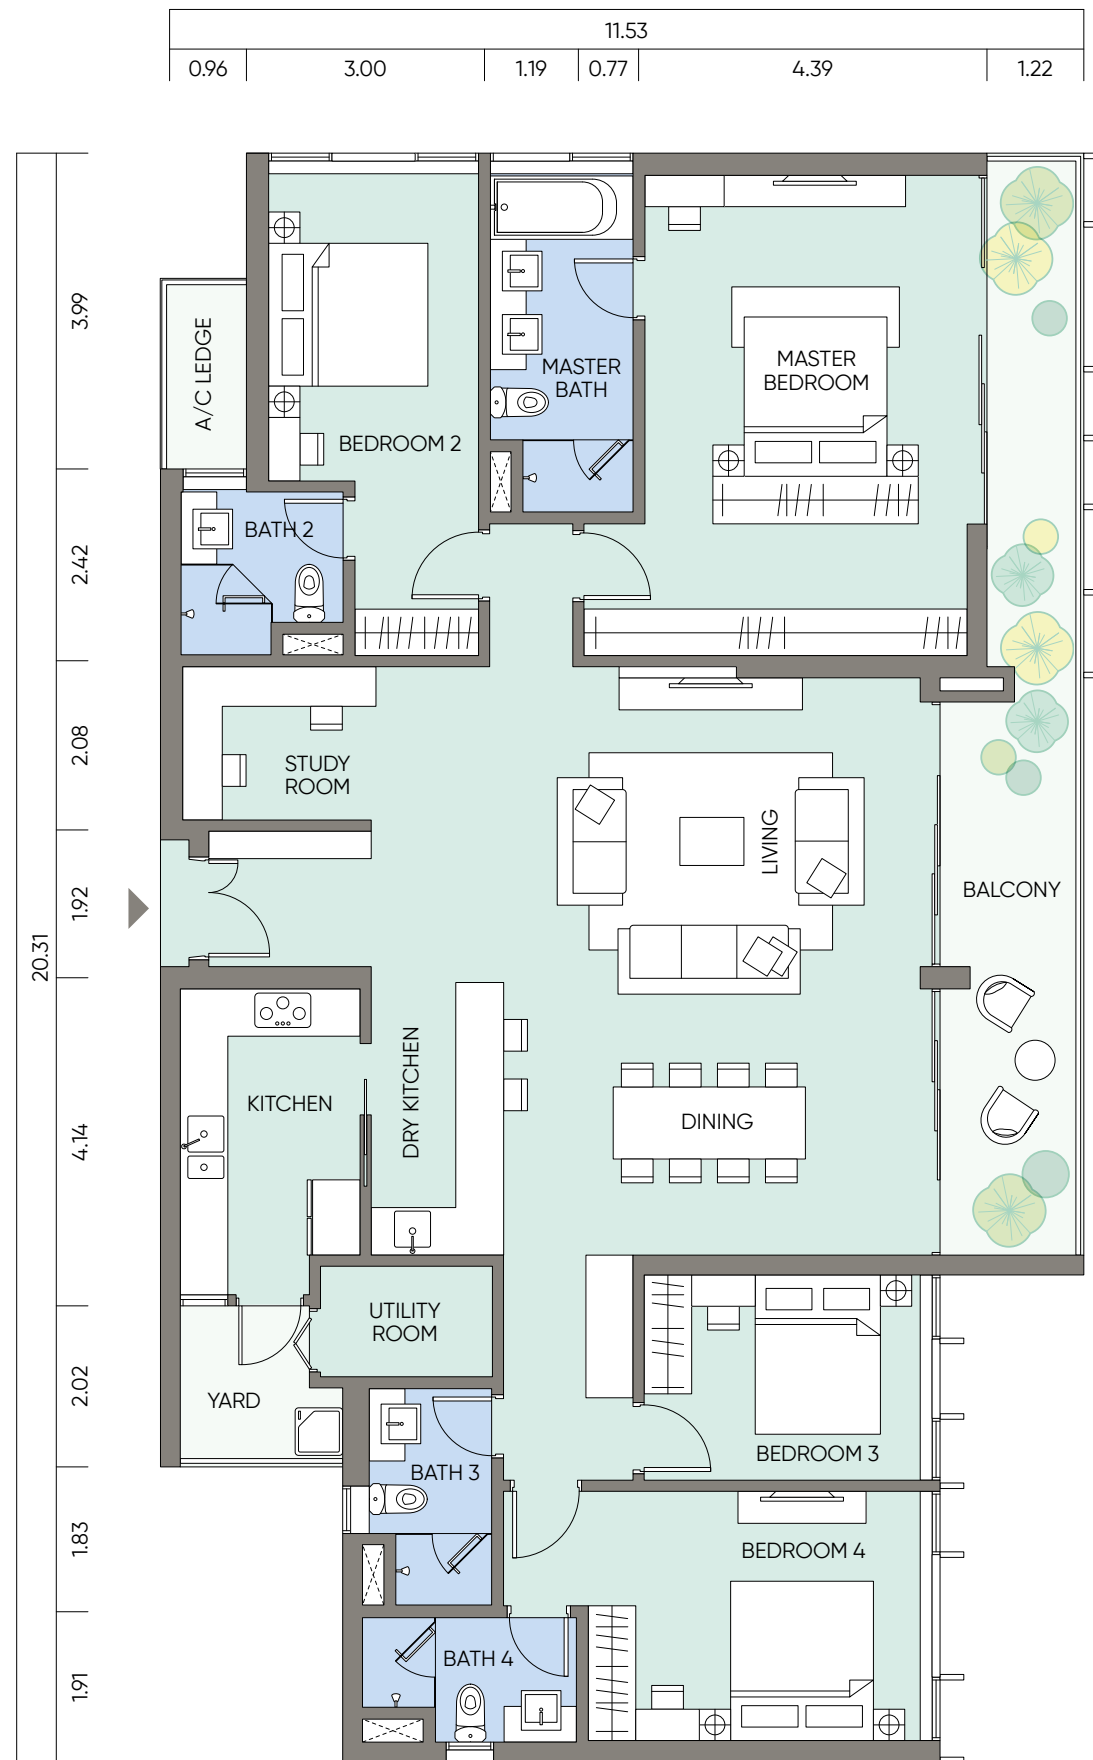 11.53
0.96
3.00
1.19
0.77
4.39
1.22
20.31
3.99
2.42
2.08
1.92
4.14
2.02
1.83
1.91
A/C LEDGE
BEDROOM 2
MASTER
BATH
MASTER
BEDROOM
BATH 2
STUDY
ROOM
LIVING
BALCONY
KITCHEN
DRY KITCHEN
DINING
UTILITY
ROOM
YARD
BATH 3
BEDROOM 3
BEDROOM 4
BATH 4